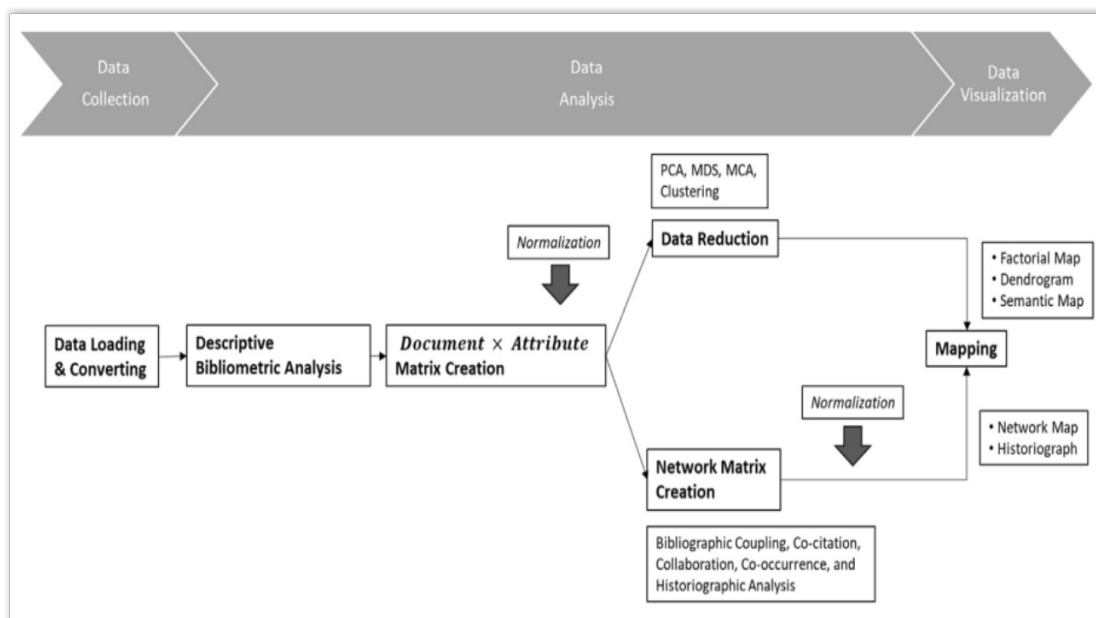 Data
Collection
Data
Analysis
Data
Visualization
PCA, MDS, MCA,
Clustering
Normalization
Data Reduction
• Factorial Map
• Dendrogram
• Semantic Map
Data Loading
& Converting
Descriptive
Bibliometric Analysis
Document × Attribute
Matrix Creation
Mapping
Normalization
• Network Map
• Historiograph
Network Matrix
Creation
Bibliographic Coupling, Co-citation,
Collaboration, Co-occurrence, and
Historiographic Analysis